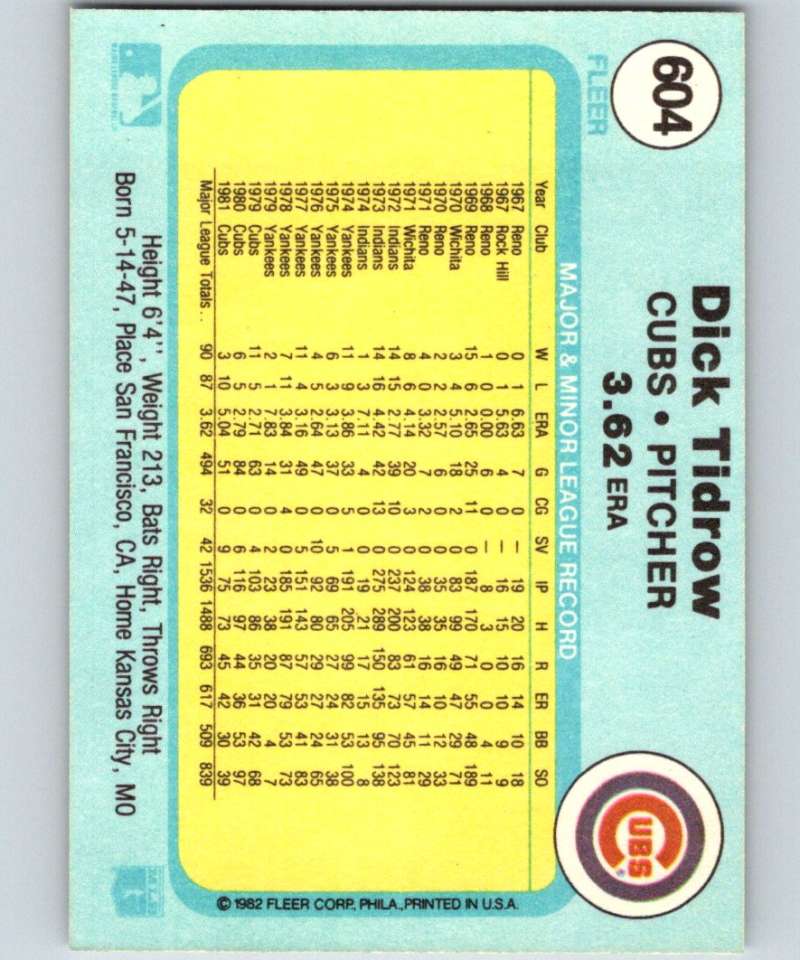 604
FLEER
Dick Tidrow
CUBS • PITCHER
3.62 ERA
CUBS
MAJOR & MINOR LEAGUE RECORD
Year Club W L ERA G CG SV IP H R ER BB SO
1967 Reno 0 1 6.63 7 0 — 19 20 16 14 10 18
1967 Rock Hill 0 1 5.63 4 0 — 16 15 10 10 9 9
1968 Reno 1 0 0.00 6 0 — 8 3 0 0 4 11
1969 Reno 15 6 2.65 25 11 0 187 170 71 55 48 189
1970 Wichita 3 4 5.10 18 2 0 83 99 49 47 29 71
1970 Reno 2 2 2.57 6 0 0 35 35 16 10 12 33
1971 Reno 4 0 3.32 7 2 0 38 38 16 14 11 29
1971 Wichita 8 6 4.14 20 3 0 124 123 61 57 45 81
1972 Indians 14 15 2.77 39 10 0 237 200 83 73 70 123
1973 Indians 14 16 4.42 42 13 0 275 289 150 135 95 138
1974 Indians 1 3 7.11 4 0 0 19 21 17 15 13 8
1974 Yankees 11 9 3.86 33 5 1 191 205 99 82 53 100
1975 Yankees 6 3 3.13 37 0 5 69 65 27 24 31 38
1976 Yankees 4 5 2.64 47 0 10 92 80 29 27 24 65
1977 Yankees 11 4 3.16 49 0 5 151 143 57 53 41 83
1978 Yankees 7 11 3.84 31 4 0 185 191 87 79 53 73
1979 Yankees 2 1 7.83 14 0 2 23 38 20 20 4 7
1979 Cubs 11 5 2.71 63 0 4 103 86 35 31 42 68
1980 Cubs 6 5 2.79 84 0 6 116 97 44 36 53 97
1981 Cubs 3 10 5.04 51 0 9 75 73 45 42 30 39
Major League Totals . . 90 87 3.62 494 32 42 1536 1488 693 617 509 839
© 1982 FLEER CORP., PHILA., PRINTED IN U.S.A.
Height 6'4", Weight 213, Bats Right, Throws Right
Born 5-14-47, Place San Francisco, CA, Home Kansas City, MO